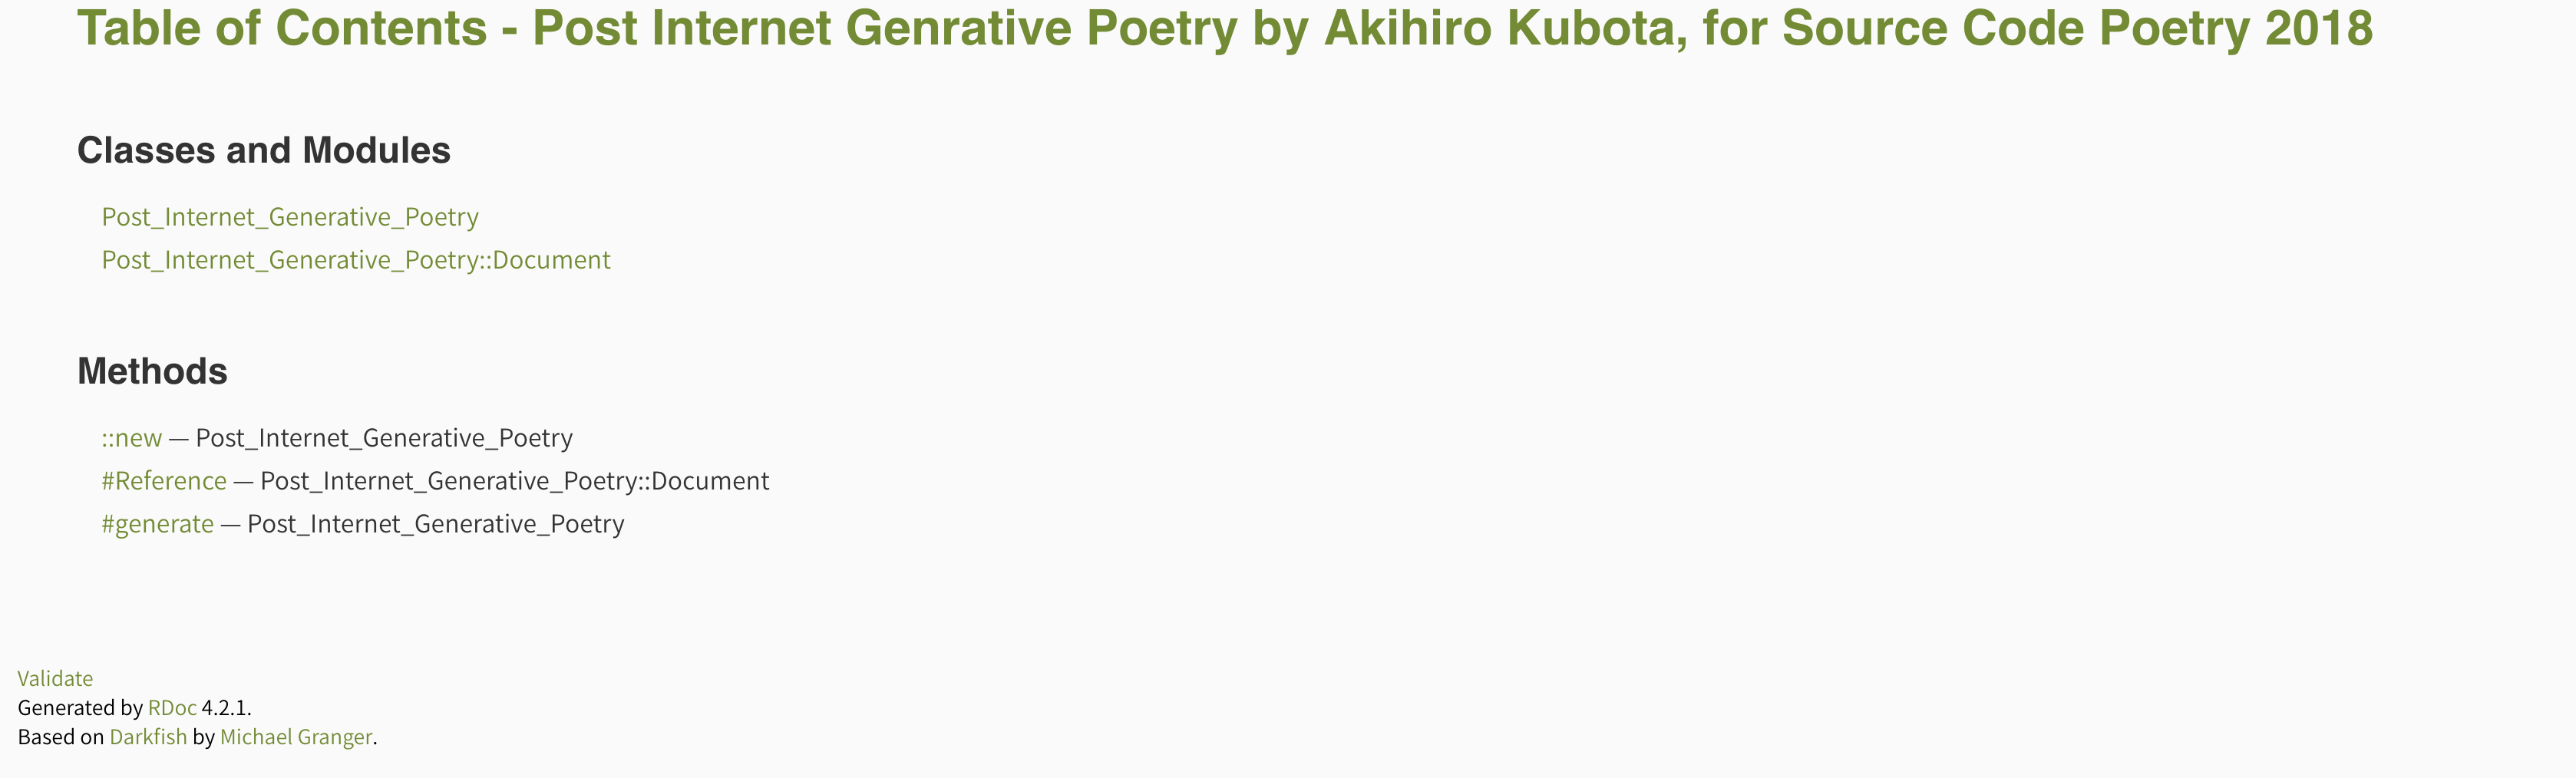 Table of Contents - Post Internet Genrative Poetry by Akihiro Kubota, for Source Code Poetry 2018
Classes and Modules
Post_Internet_Generative_Poetry
Post_Internet_Generative_Poetry::Document
Methods
::new — Post_Internet_Generative_Poetry
#Reference — Post_Internet_Generative_Poetry::Document
#generate — Post_Internet_Generative_Poetry
Validate
Generated by RDoc 4.2.1.
Based on Darkfish by Michael Granger.